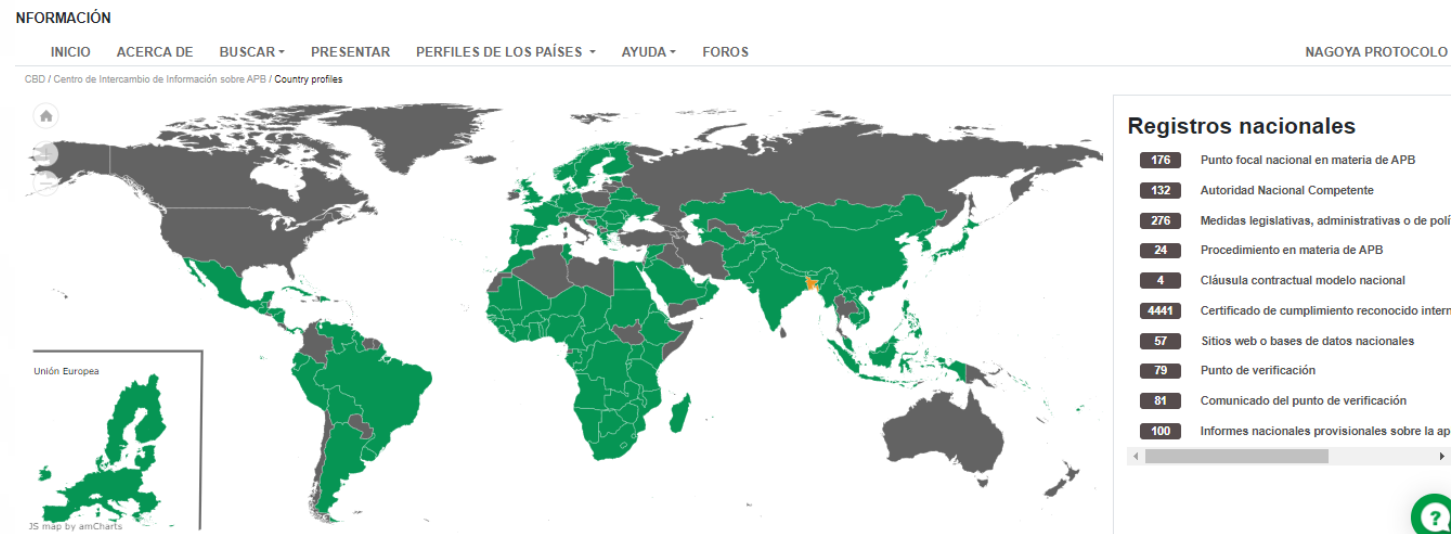 NFORMACIÓN
INICIO ACERCA DE BUSCAR PRESENTAR PERFILES DE LOS PAÍSES AYUDA FOROS NAGOYA PROTOCOLO
CBD / Centro de Intercambio de Información sobre APB / Country profiles
Registros nacionales
176 Punto focal nacional en materia de APB
132 Autoridad Nacional Competente
276 Medidas legislativas, administrativas o de polí
24 Procedimiento en materia de APB
4 Cláusula contractual modelo nacional
4441 Certificado de cumplimiento reconocido intern
57 Sitios web o bases de datos nacionales
79 Punto de verificación
81 Comunicado del punto de verificación
100 Informes nacionales provisionales sobre la ap
Unión Europea
JS map by amCharts
?